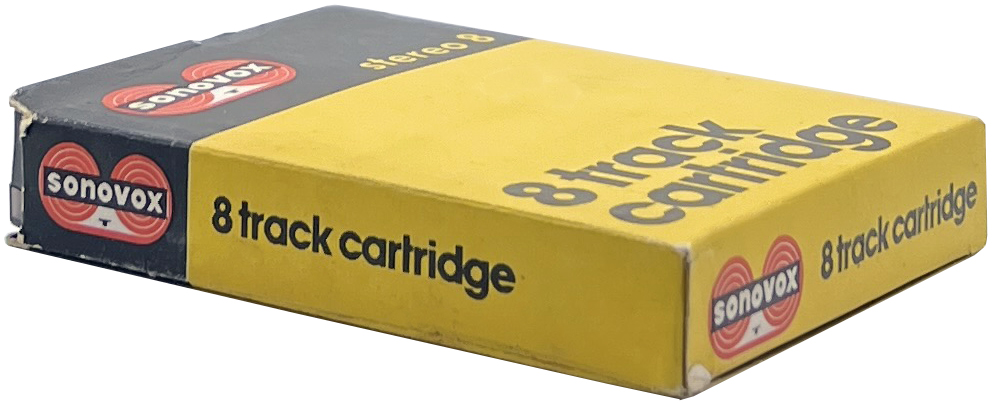 sonovox
stereo 8
8 track
cartridge
sonovox
8 track cartridge
sonovox
8 track cartridge